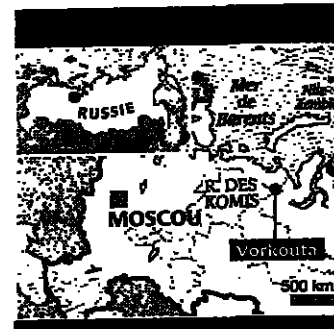 RUSSIE
Mer
de
Barents
R. DES
KOMIS
MOSCOU
Vorkouta
500 km